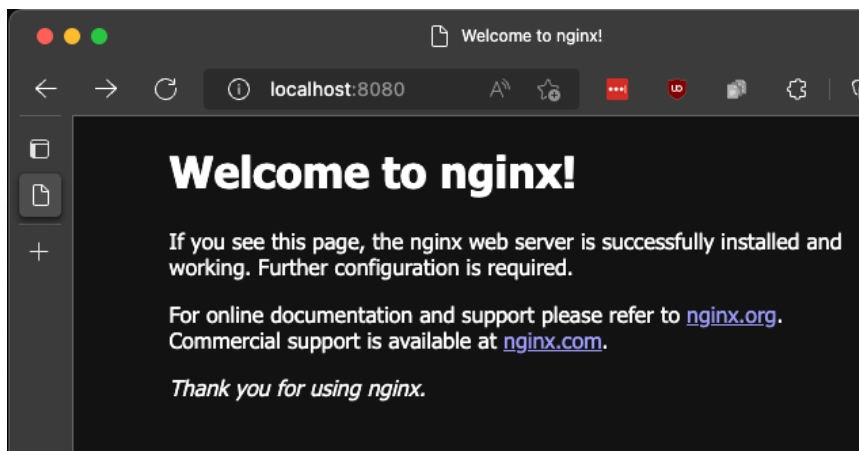 Welcome to nginx!
localhost:8080
Welcome to nginx!
If you see this page, the nginx web server is successfully installed and
working. Further configuration is required.
For online documentation and support please refer to nginx.org.
Commercial support is available at nginx.com.
Thank you for using nginx.